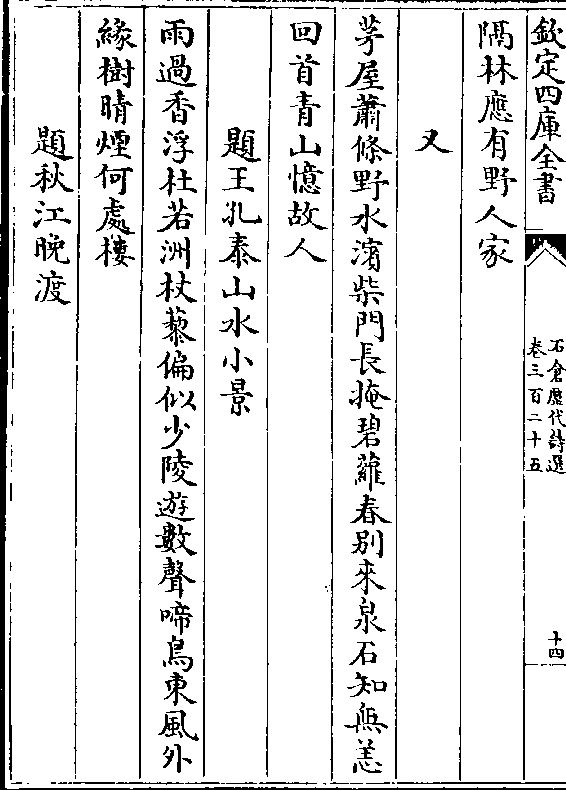 欽定四庫全書
石倉歷代詩選
卷三百二十五
十四
隔林應有野人家
又
茅屋蕭條野水濱柴門長掩碧蘿春别來泉石知無恙
回首青山憶故人
題王孔泰山水小景
雨過香浮杜若洲杖藜偏似少陵遊數聲啼鳥東風外
緑樹晴煙何處樓
題秋江晚渡